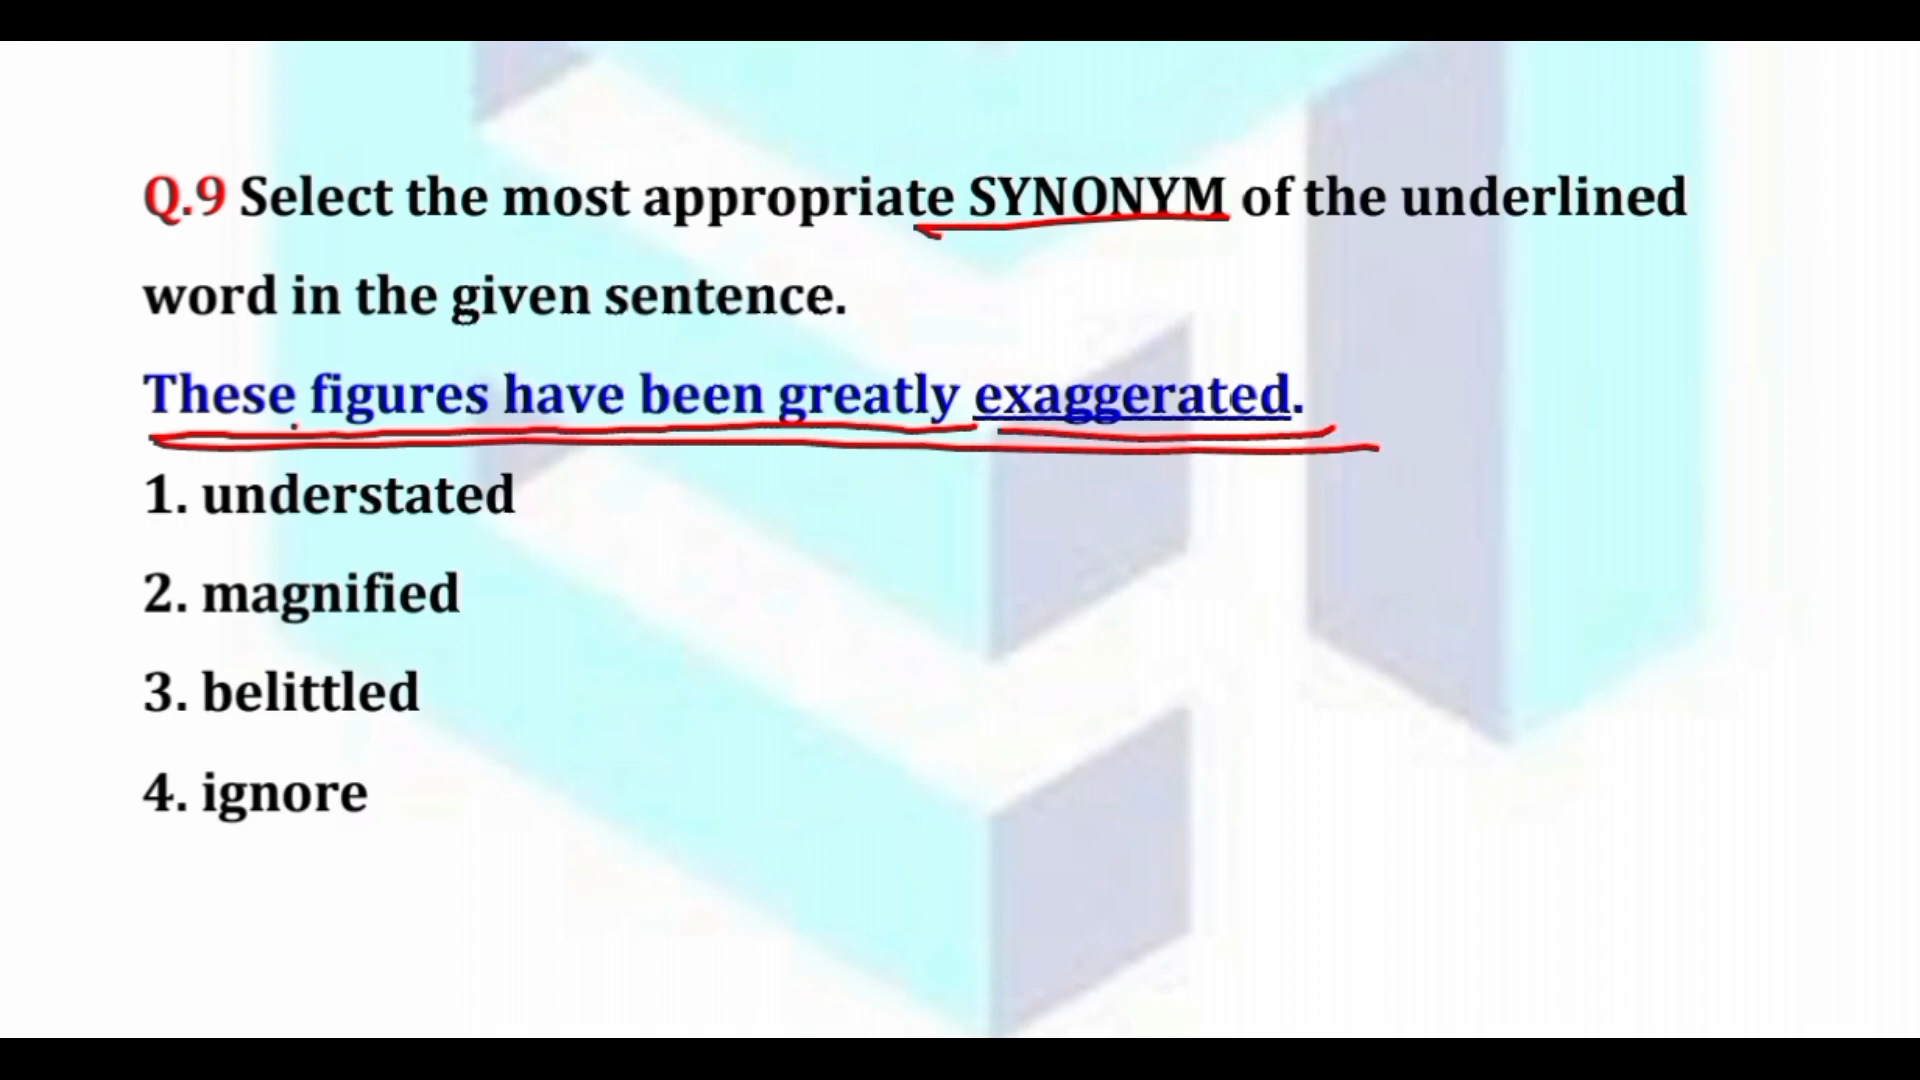 Q.9 Select the most appropriate SYNONYM of the underlined
word in the given sentence.
These figures have been greatly exaggerated.
1. understated
2. magnified
3. belittled
4. ignore